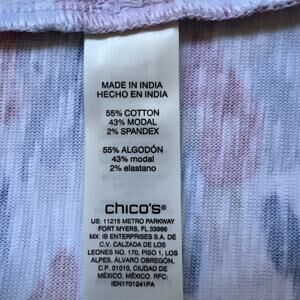 MADE IN INDIA
HECHO EN INDIA
55% COTTON
43% MODAL
2% SPANDEX
55% ALGODÓN
43% modal
2% elastano
chico's®
US: 11215 METRO PARKWAY
FORT MYERS, FL 33966
MX: IB ENTERPRISES S.A. DE
C.V. CALZADA DE LOS
LEONES NO. 170, PISO 1, LOS
ALPES, ÁLVARO OBREGÓN,
C.P. 01010, CIUDAD DE
MÉXICO, MÉXICO. RFC:
IEN1701241PA